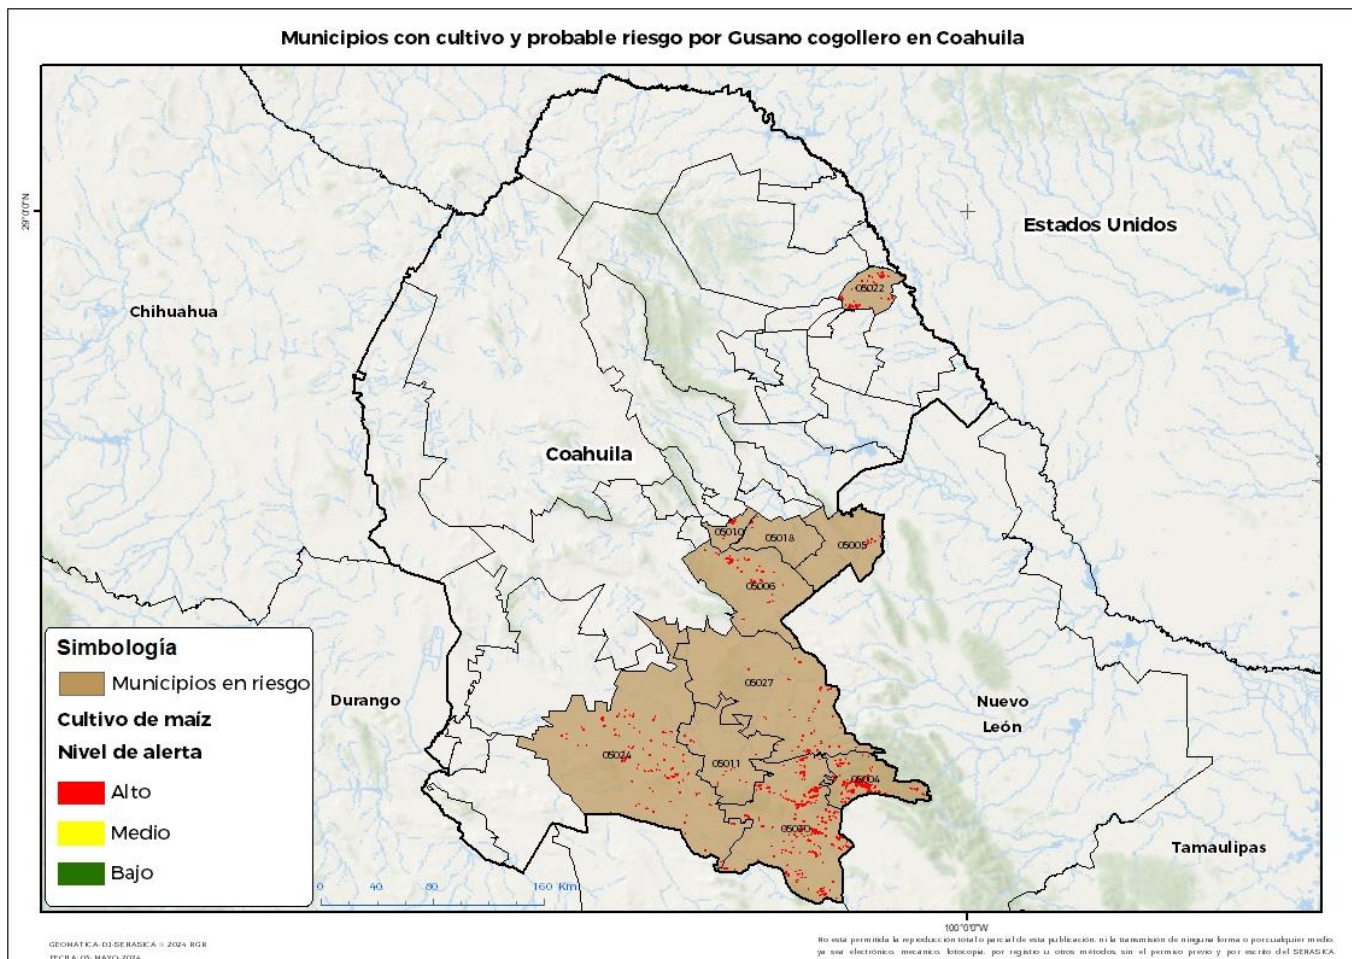 Municipios con cultivo y probable riesgo por Gusano cogollero en Coahuila
29°0'0"N
Estados Unidos
05022
Chihuahua
Coahuila
05010
05018
05005
05006
Simbología
Municipios en riesgo
Cultivo de maíz
Nivel de alerta
Alto
Medio
Bajo
Durango
05027
Nuevo
León
05024
05011
05004
05030
Tamaulipas
0 40 80 160 Km
100°0'0"W
GEOMATICA-DJ-SENASICA © 2024 RGR
FECHA: 03- MAYO-2024
No está permitida la reproducción total o parcial de esta publicación, ni la transmisión de ninguna forma o por cualquier medio,
ya sea electrónico, mecánico, fotocopia, por registro u otros métodos, sin el permiso previo y por escrito del SENASICA.